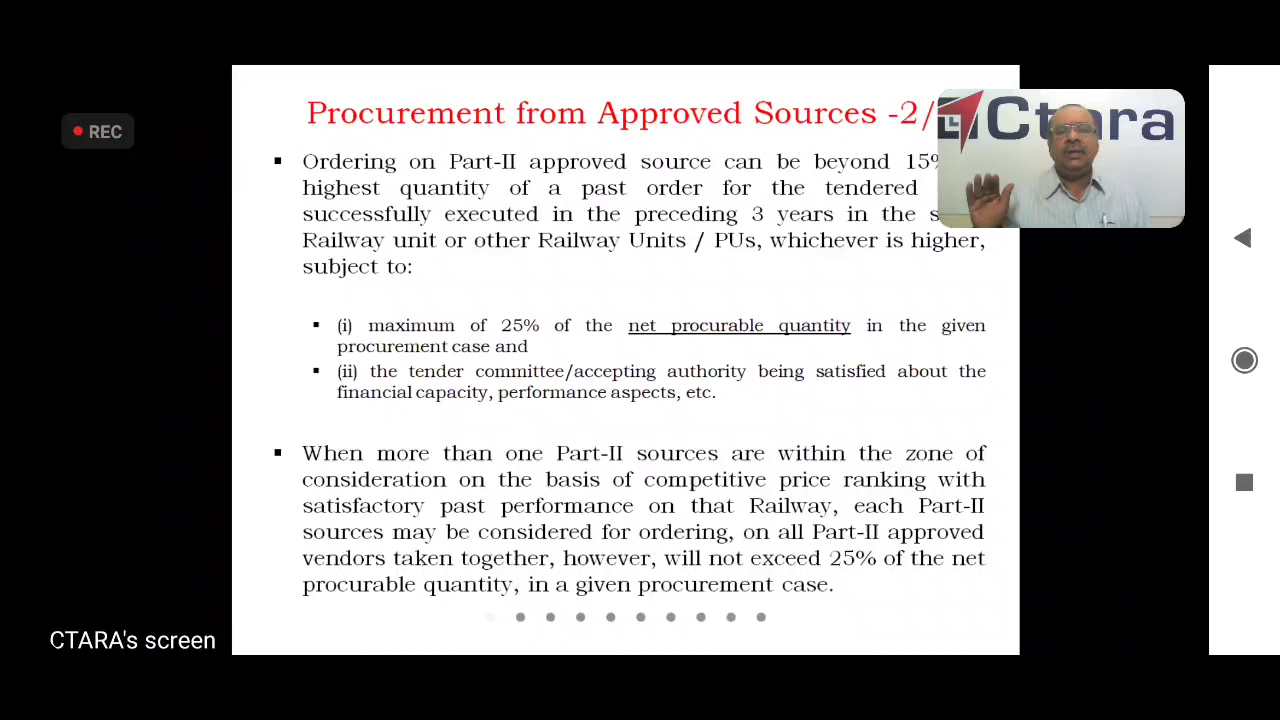 Procurement from Approved Sources -2/
Ctara
REC
Ordering on Part-II approved source can be beyond 15%
highest quantity of a past order for the tendered
successfully executed in the preceding 3 years in the
Railway unit or other Railway Units / PUs, whichever is higher,
subject to:
(i) maximum of 25% of the net procurable quantity in the given
procurement case and
(ii) the tender committee/accepting authority being satisfied about the
financial capacity, performance aspects, etc.
When more than one Part-II sources are within the zone of
consideration on the basis of competitive price ranking with
satisfactory past performance on that Railway, each Part-II
sources may be considered for ordering, on all Part-II approved
vendors taken together, however, will not exceed 25% of the net
procurable quantity, in a given procurement case.
CTARA's screen